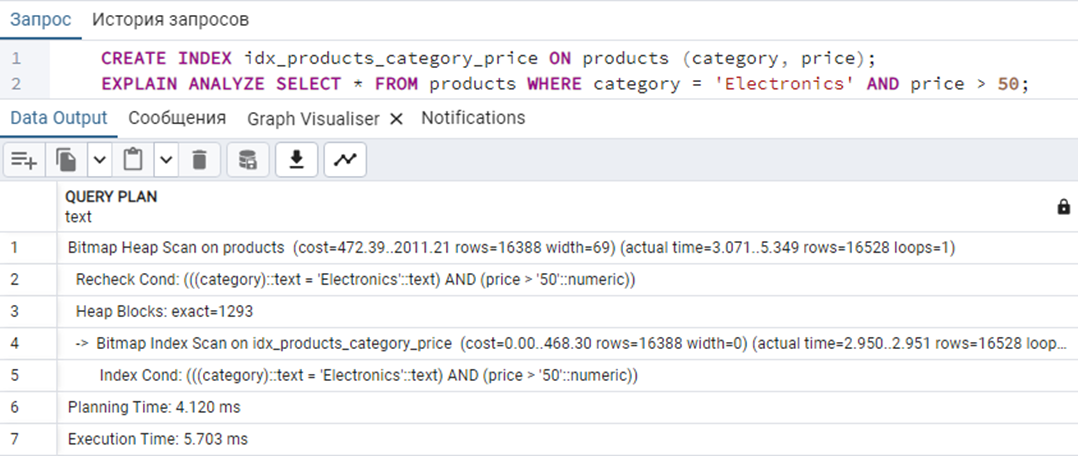 Запрос История запросов
1 CREATE INDEX idx_products_category_price ON products (category, price);
2 EXPLAIN ANALYZE SELECT * FROM products WHERE category = 'Electronics' AND price > 50;
Data Output Сообщения Graph Visualiser × Notifications
QUERY PLAN
text
1 Bitmap Heap Scan on products (cost=472.39..2011.21 rows=16388 width=69) (actual time=3.071..5.349 rows=16528 loops=1)
2 Recheck Cond: (((category)::text = 'Electronics'::text) AND (price > '50'::numeric))
3 Heap Blocks: exact=1293
4 -> Bitmap Index Scan on idx_products_category_price (cost=0.00..468.30 rows=16388 width=0) (actual time=2.950..2.951 rows=16528 loop...
5 Index Cond: (((category)::text = 'Electronics'::text) AND (price > '50'::numeric))
6 Planning Time: 4.120 ms
7 Execution Time: 5.703 ms